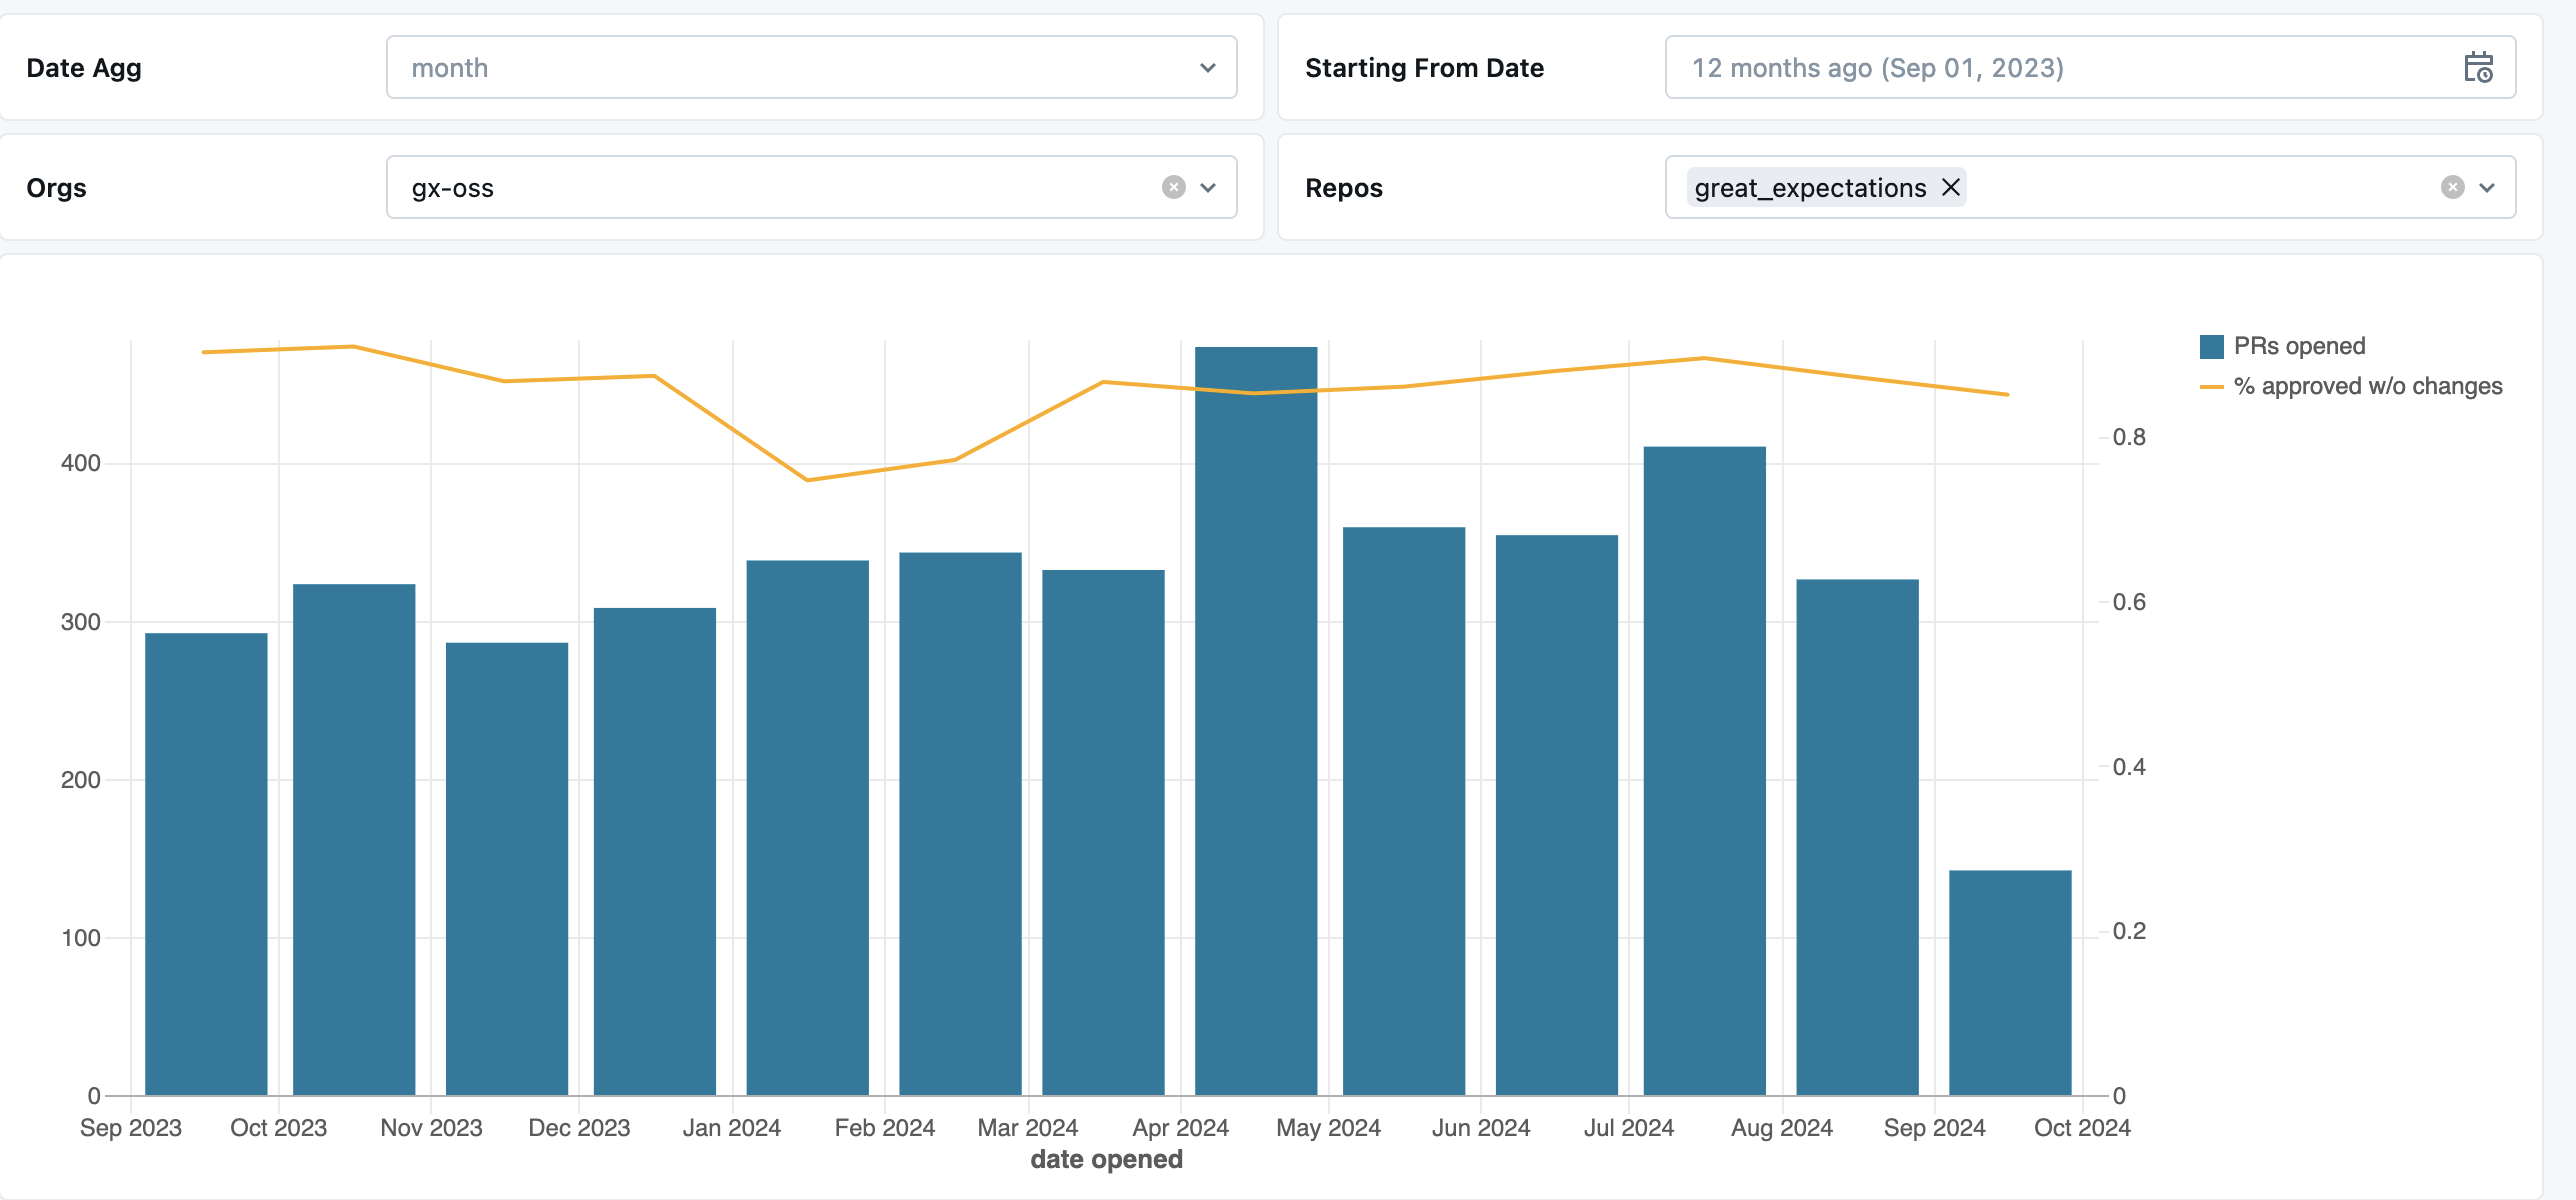 Date Agg
month
Starting From Date
12 months ago (Sep 01, 2023)
Orgs
gx-oss
Repos
great_expectations
PRs opened
% approved w/o changes
400
300
200
100
0
0.8
0.6
0.4
0.2
0
Sep 2023
Oct 2023
Nov 2023
Dec 2023
Jan 2024
Feb 2024
Mar 2024
Apr 2024
May 2024
Jun 2024
Jul 2024
Aug 2024
Sep 2024
Oct 2024
date opened